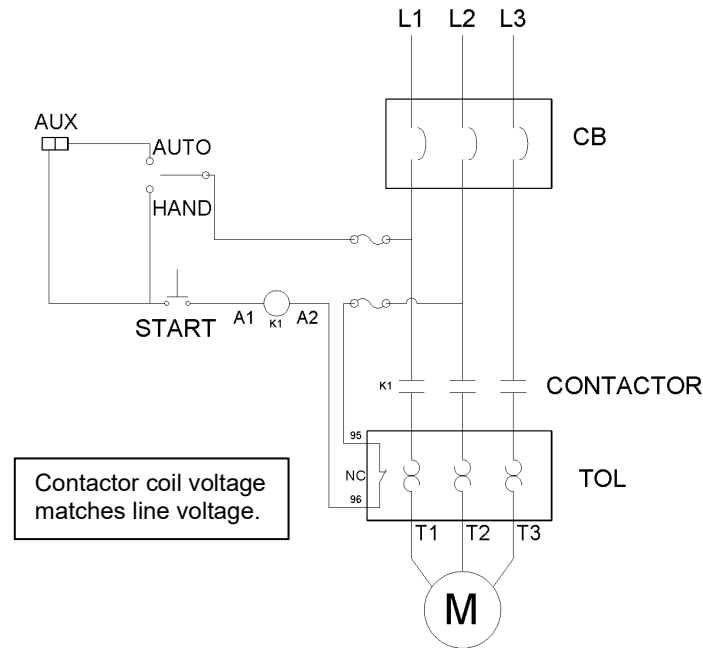 L1 L2 L3
CB
AUX
AUTO
HAND
START
A1 K1 A2
K1 CONTACTOR
95
NC
96
TOL
Contactor coil voltage
matches line voltage.
T1 T2 T3
M